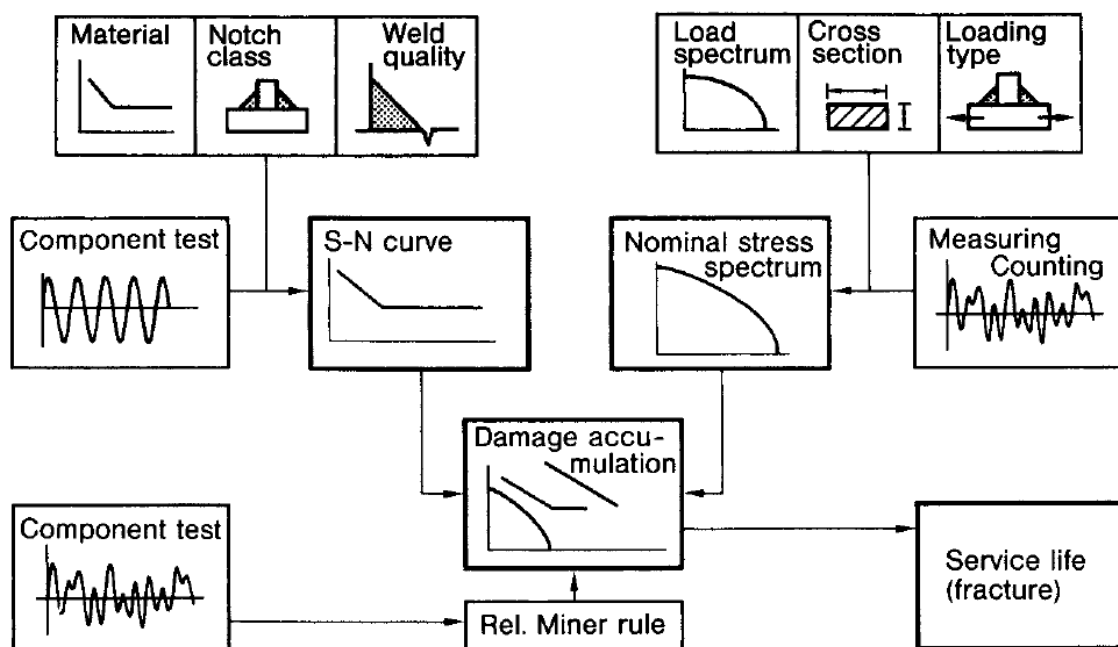 Material
Notch
class
Weld
quality
Load
spectrum
Cross
section
Loading
type
Component test
S-N curve
Nominal stress
spectrum
Measuring
Counting
Damage accu-
mulation
Component test
Rel. Miner rule
Service life
(fracture)